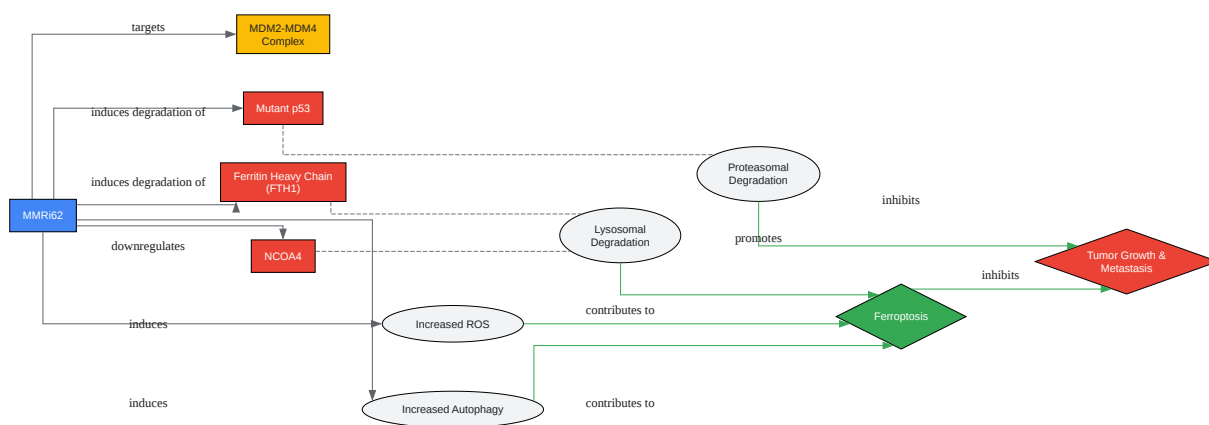 targets
MDM2-MDM4
Complex
induces degradation of
Mutant p53
Proteasomal
Degradation
induces degradation of
Ferritin Heavy Chain
(FTH1)
inhibits
MMRi62
Lysosomal
Degradation
promotes
downregulates
NCOA4
Tumor Growth &
Metastasis
inhibits
induces
Increased ROS
contributes to
Ferroptosis
induces
Increased Autophagy
contributes to